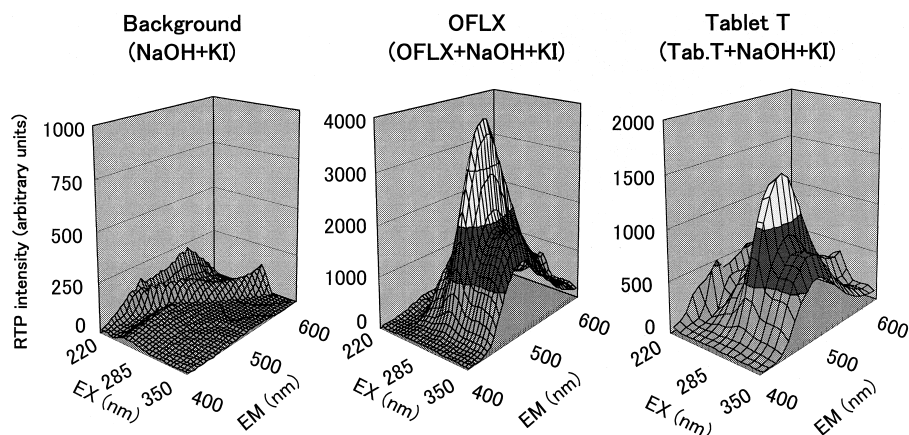 Background
(NaOH+KI)
OFLX
(OFLX+NaOH+KI)
Tablet T
(Tab.T+NaOH+KI)
RTP intensity (arbitrary units)
1000
750
500
250
0
220
285
350
EX (nm)
400
500
600
EM (nm)
4000
3000
2000
1000
0
220
285
350
EX (nm)
400
500
600
EM (nm)
2000
1500
1000
500
0
220
285
350
EX (nm)
400
500
600
EM (nm)